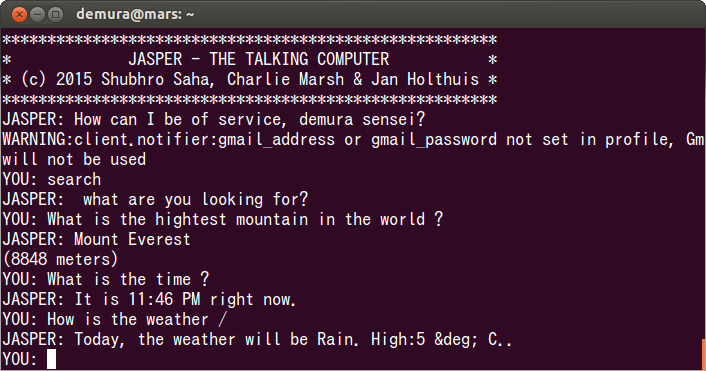 demura@mars: ~
*******************************************************
*             JASPER - THE TALKING COMPUTER           *
* (c) 2015 Shubhro Saha, Charlie Marsh & Jan Holthuis *
*******************************************************
JASPER: How can I be of service, demura sensei?
WARNING:client.notifier:gmail_address or gmail_password not set in profile, Gm
will not be used
YOU: search
JASPER:  what are you looking for?
YOU: What is the hightest mountain in the world ?
JASPER: Mount Everest
(8848 meters)
YOU: What is the time ?
JASPER: It is 11:46 PM right now.
YOU: How is the weather /
JASPER: Today, the weather will be Rain. High:5 &deg; C..
YOU: